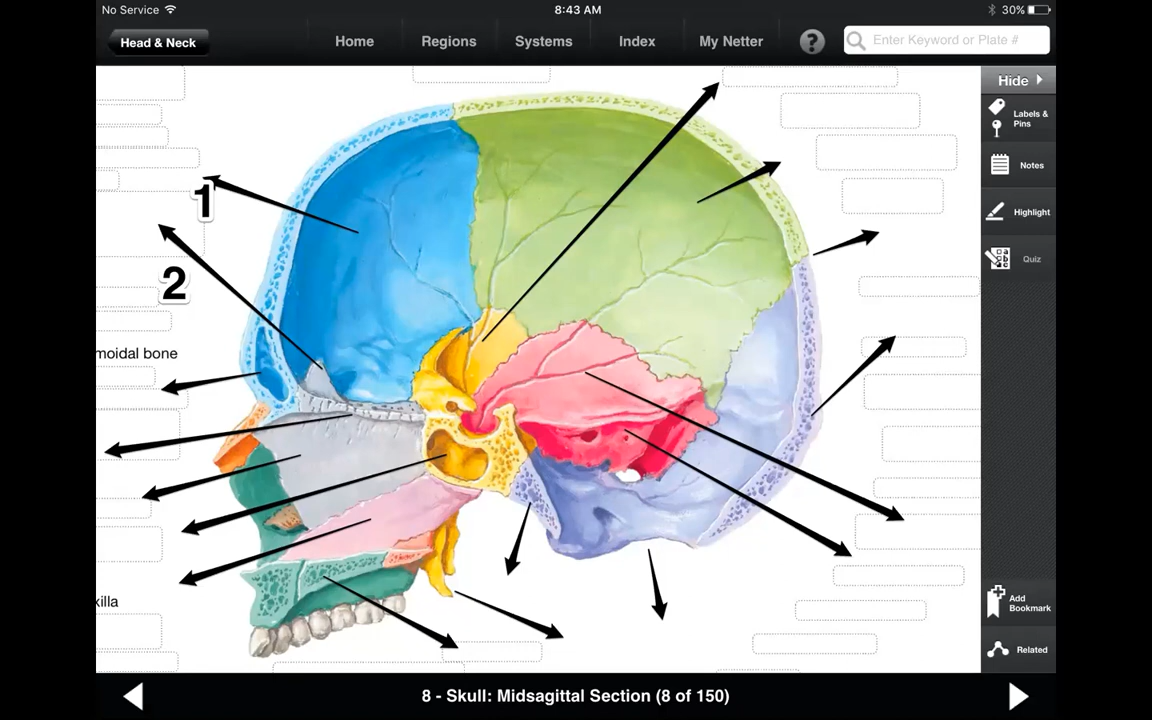 No Service
8:43 AM
30%
Head & Neck
Home
Regions
Systems
Index
My Netter
?
Enter Keyword or Plate #
Hide
Labels &
Pins
Notes
Highlight
Quiz
1
2
moidal bone
xilla
Add
Bookmark
Related
8 - Skull: Midsagittal Section (8 of 150)